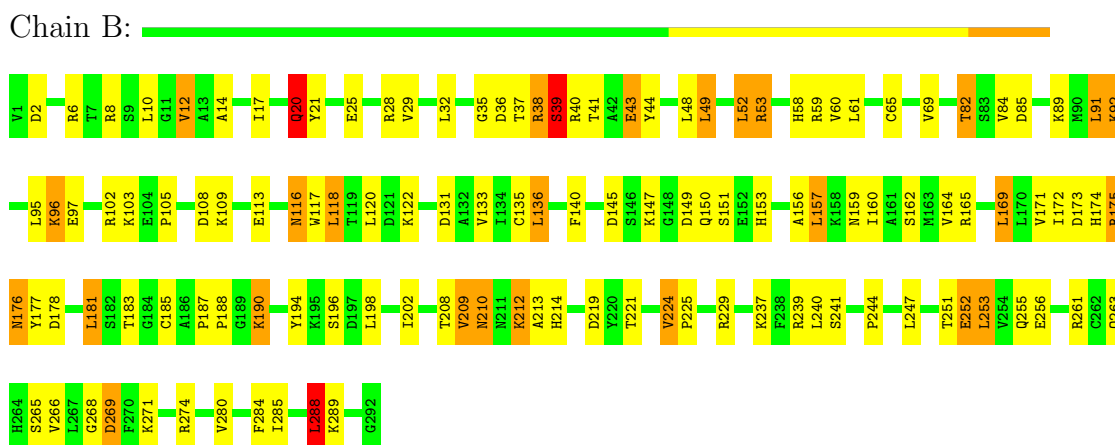 Chain B:
V1 D2 R6 T7 R8 S9 L10 G11 V12 A13 A14 I17 Q20 Y21 E25 R28 V29 L32 G35 D36 T37 R38 S39 R40 T41 A42 E43 Y44 L48 L49 L52 R53 H58 R59 V60 L61 C65 V69 T82 S83 V84 D85 K89 M90 L91 K92
L95 K96 E97 R102 K103 E104 P105 D108 K109 E113 N116 W117 L118 T119 L120 D121 K122 D131 A132 V133 I134 C135 L136 F140 D145 S146 K147 G148 D149 Q150 S151 E152 H153 A156 L157 K158 N159 I160 A161 S162 M163 V164 R165 L169 L170 V171 I172 D173 H174
N176 Y177 D178 L181 S182 T183 G184 C185 A186 P187 P188 G189 K190 Y194 K195 S196 D197 L198 I202 T208 V209 N210 N211 K212 A213 H214 D219 Y220 T221 V224 P225 R229 K237 F238 R239 L240 S241 P244 L247 T251 E252 L253 V254 Q255 E256 R261 C262
H264 S265 V266 L267 G268 D269 F270 K271 R274 V280 F284 I285 L288 K289 G292